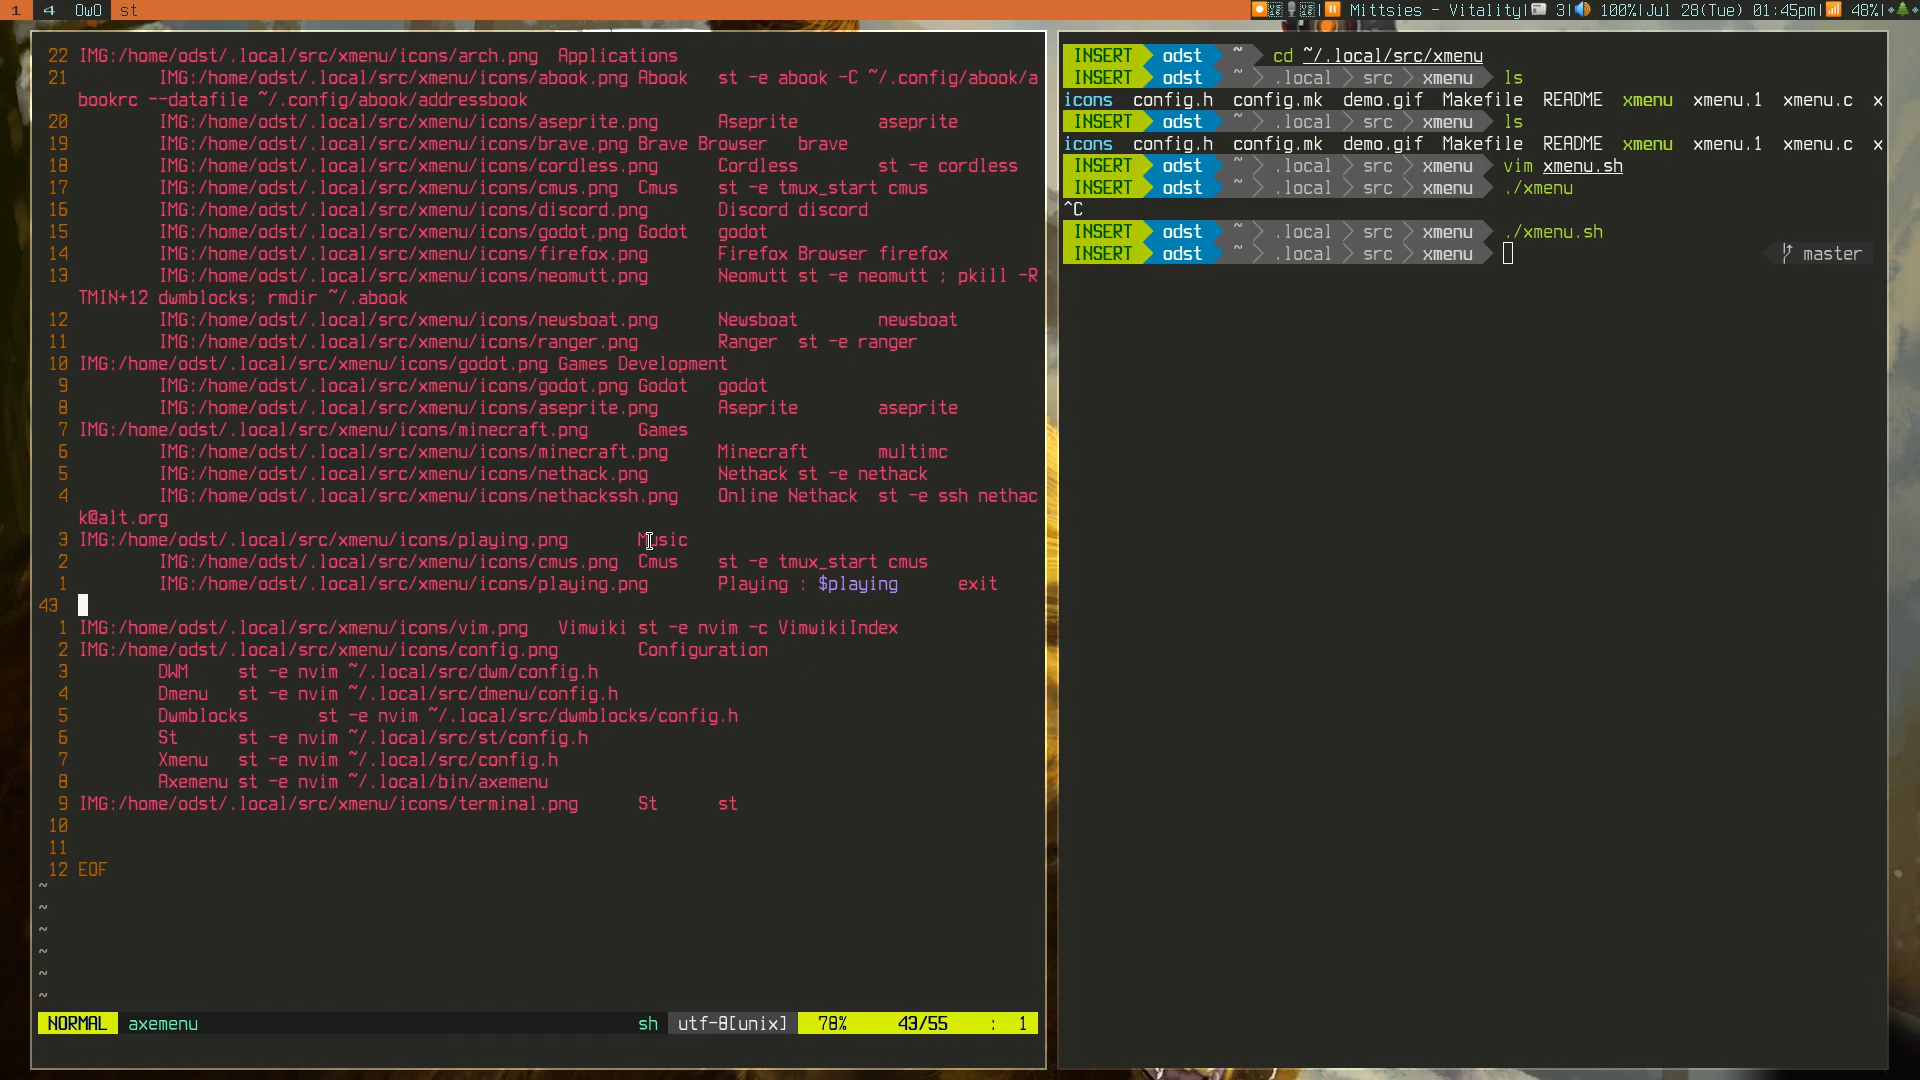 1 4 OwO st
Mittsies - Vitality| 3| 100%|Jul 28(Tue) 01:45pm| 48%|
22 IMG:/home/odst/.local/src/xmenu/icons/arch.png Applications
21 IMG:/home/odst/.local/src/xmenu/icons/abook.png Abook st -e abook -C ~/.config/abook/a
bookrc --datafile ~/.config/abook/addressbook
20 IMG:/home/odst/.local/src/xmenu/icons/aseprite.png Aseprite aseprite
19 IMG:/home/odst/.local/src/xmenu/icons/brave.png Brave Browser brave
18 IMG:/home/odst/.local/src/xmenu/icons/cordless.png Cordless st -e cordless
17 IMG:/home/odst/.local/src/xmenu/icons/cmus.png Cmus st -e tmux_start cmus
16 IMG:/home/odst/.local/src/xmenu/icons/discord.png Discord discord
15 IMG:/home/odst/.local/src/xmenu/icons/godot.png Godot godot
14 IMG:/home/odst/.local/src/xmenu/icons/firefox.png Firefox Browser firefox
13 IMG:/home/odst/.local/src/xmenu/icons/neomutt.png Neomutt st -e neomutt ; pkill -R
TMIN+12 dwmblocks; rmdir ~/.abook
12 IMG:/home/odst/.local/src/xmenu/icons/newsboat.png Newsboat newsboat
11 IMG:/home/odst/.local/src/xmenu/icons/ranger.png Ranger st -e ranger
10 IMG:/home/odst/.local/src/xmenu/icons/godot.png Games Development
9 IMG:/home/odst/.local/src/xmenu/icons/godot.png Godot godot
8 IMG:/home/odst/.local/src/xmenu/icons/aseprite.png Aseprite aseprite
7 IMG:/home/odst/.local/src/xmenu/icons/minecraft.png Games
6 IMG:/home/odst/.local/src/xmenu/icons/minecraft.png Minecraft multimc
5 IMG:/home/odst/.local/src/xmenu/icons/nethack.png Nethack st -e nethack
4 IMG:/home/odst/.local/src/xmenu/icons/nethackssh.png Online Nethack st -e ssh nethac
k@alt.org
3 IMG:/home/odst/.local/src/xmenu/icons/playing.png Music
2 IMG:/home/odst/.local/src/xmenu/icons/cmus.png Cmus st -e tmux_start cmus
1 IMG:/home/odst/.local/src/xmenu/icons/playing.png Playing : $playing exit
43
1 IMG:/home/odst/.local/src/xmenu/icons/vim.png Vimwiki st -e nvim -c VimwikiIndex
2 IMG:/home/odst/.local/src/xmenu/icons/config.png Configuration
3 DWM st -e nvim ~/.local/src/dwm/config.h
4 Dmenu st -e nvim ~/.local/src/dmenu/config.h
5 Dwmblocks st -e nvim ~/.local/src/dwmblocks/config.h
6 St st -e nvim ~/.local/src/st/config.h
7 Xmenu st -e nvim ~/.local/src/config.h
8 Axemenu st -e nvim ~/.local/bin/axemenu
9 IMG:/home/odst/.local/src/xmenu/icons/terminal.png St st
10
11
12 EOF
~
~
~
~
~
~
NORMAL axemenu sh utf-8[unix] 78% 43/55 : 1
INSERT odst ~ cd ~/.local/src/xmenu
INSERT odst ~ .local src xmenu ls
icons config.h config.mk demo.gif Makefile README xmenu xmenu.1 xmenu.c x
INSERT odst ~ .local src xmenu ls
icons config.h config.mk demo.gif Makefile README xmenu xmenu.1 xmenu.c x
INSERT odst ~ .local src xmenu vim xmenu.sh
INSERT odst ~ .local src xmenu ./xmenu
^C
INSERT odst ~ .local src xmenu ./xmenu.sh
INSERT odst ~ .local src xmenu master